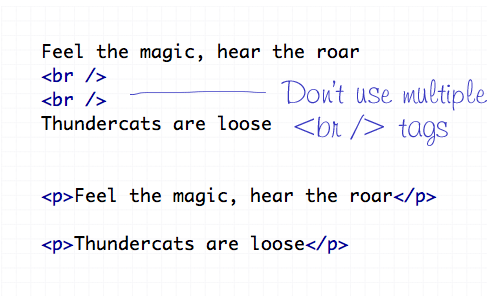 Feel the magic, hear the roar
<br />
<br />
Thundercats are loose
Don't use multiple
<br /> tags
<p>Feel the magic, hear the roar</p>
<p>Thundercats are loose</p>